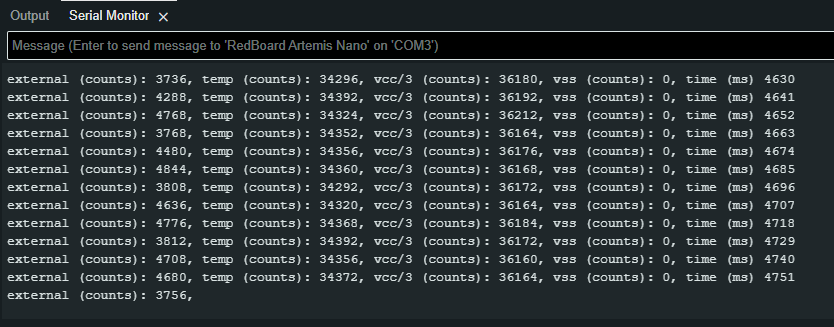 Output Serial Monitor
Message (Enter to send message to 'RedBoard Artemis Nano' on 'COM3')
external (counts): 3736, temp (counts): 34296, vcc/3 (counts): 36180, vss (counts): 0, time (ms) 4630
external (counts): 4288, temp (counts): 34392, vcc/3 (counts): 36192, vss (counts): 0, time (ms) 4641
external (counts): 4768, temp (counts): 34324, vcc/3 (counts): 36212, vss (counts): 0, time (ms) 4652
external (counts): 3768, temp (counts): 34352, vcc/3 (counts): 36164, vss (counts): 0, time (ms) 4663
external (counts): 4480, temp (counts): 34356, vcc/3 (counts): 36176, vss (counts): 0, time (ms) 4674
external (counts): 4844, temp (counts): 34360, vcc/3 (counts): 36168, vss (counts): 0, time (ms) 4685
external (counts): 3808, temp (counts): 34292, vcc/3 (counts): 36172, vss (counts): 0, time (ms) 4696
external (counts): 4636, temp (counts): 34320, vcc/3 (counts): 36164, vss (counts): 0, time (ms) 4707
external (counts): 4776, temp (counts): 34368, vcc/3 (counts): 36184, vss (counts): 0, time (ms) 4718
external (counts): 3812, temp (counts): 34392, vcc/3 (counts): 36172, vss (counts): 0, time (ms) 4729
external (counts): 4708, temp (counts): 34356, vcc/3 (counts): 36160, vss (counts): 0, time (ms) 4740
external (counts): 4680, temp (counts): 34372, vcc/3 (counts): 36164, vss (counts): 0, time (ms) 4751
external (counts): 3756,